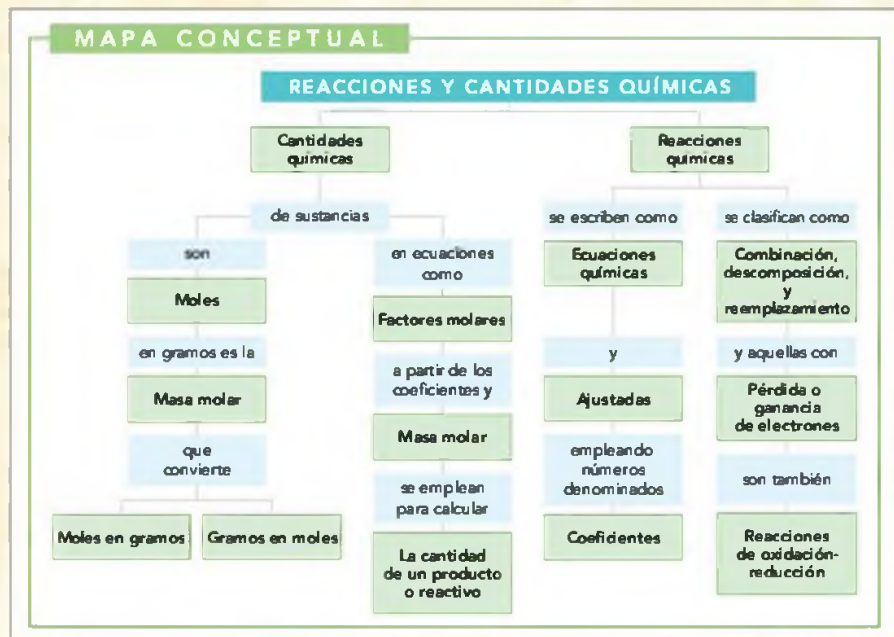 MAPA CONCEPTUAL
REACCIONES Y CANTIDADES QUÍMICAS
Cantidades
químicas
de sustancias
son
Moles
en gramos es la
Masa molar
que
convierte
Moles en gramos
Gramos en moles
en ecuaciones
como
Factores molares
a partir de los
coeficientes y
Masa molar
se emplean
para calcular
La cantidad
de un producto
o reactivo
Reacciones
químicas
se escriben como
Ecuaciones
químicas
y
Ajustadas
empleando
números
denominados
Coeficientes
se clasifican como
Combinación,
descomposición,
y
reemplazamiento
y aquellas con
Pérdida o
ganancia
de electrones
son también
Reacciones
de oxidación-
reducción